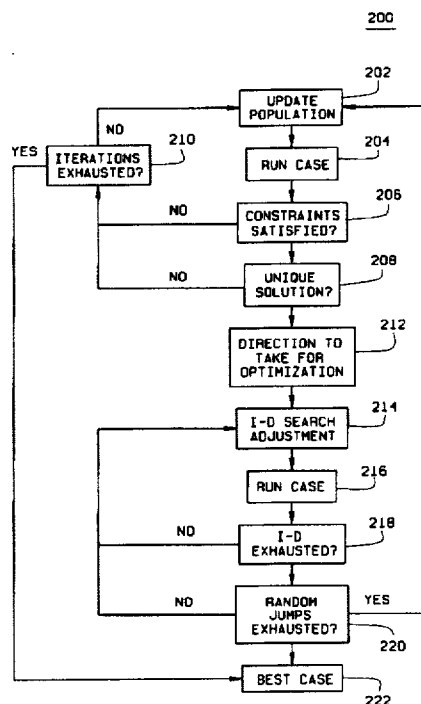 200
202
UPDATE
POPULATION
NO
210
YES
ITERATIONS
EXHAUSTED?
204
RUN CASE
206
NO
CONSTRAINTS
SATISFIED?
208
NO
UNIQUE
SOLUTION?
212
DIRECTION TO
TAKE FOR
OPTIMIZATION
214
I-D SEARCH
ADJUSTMENT
216
RUN CASE
218
NO
I-D
EXHAUSTED?
NO
RANDOM
JUMPS
EXHAUSTED?
YES
220
BEST CASE
222